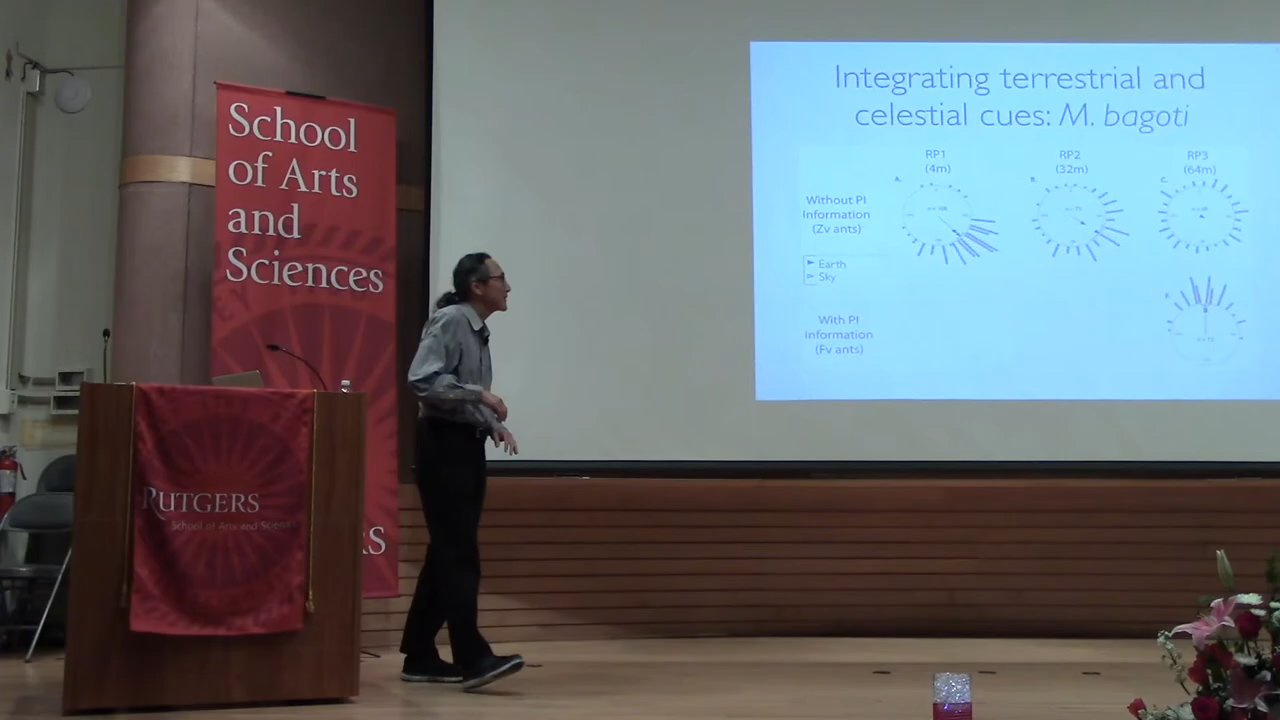 School
of Arts
and
Sciences
RUTGERS
School of Arts and Sciences
RS
Integrating terrestrial and
celestial cues: M. bagoti
RP1
(4m)
RP2
(32m)
RP3
(64m)
A.
B.
C.
Without PI
Information
(Zv ants)
Earth
Sky
With PI
Information
(Fv ants)